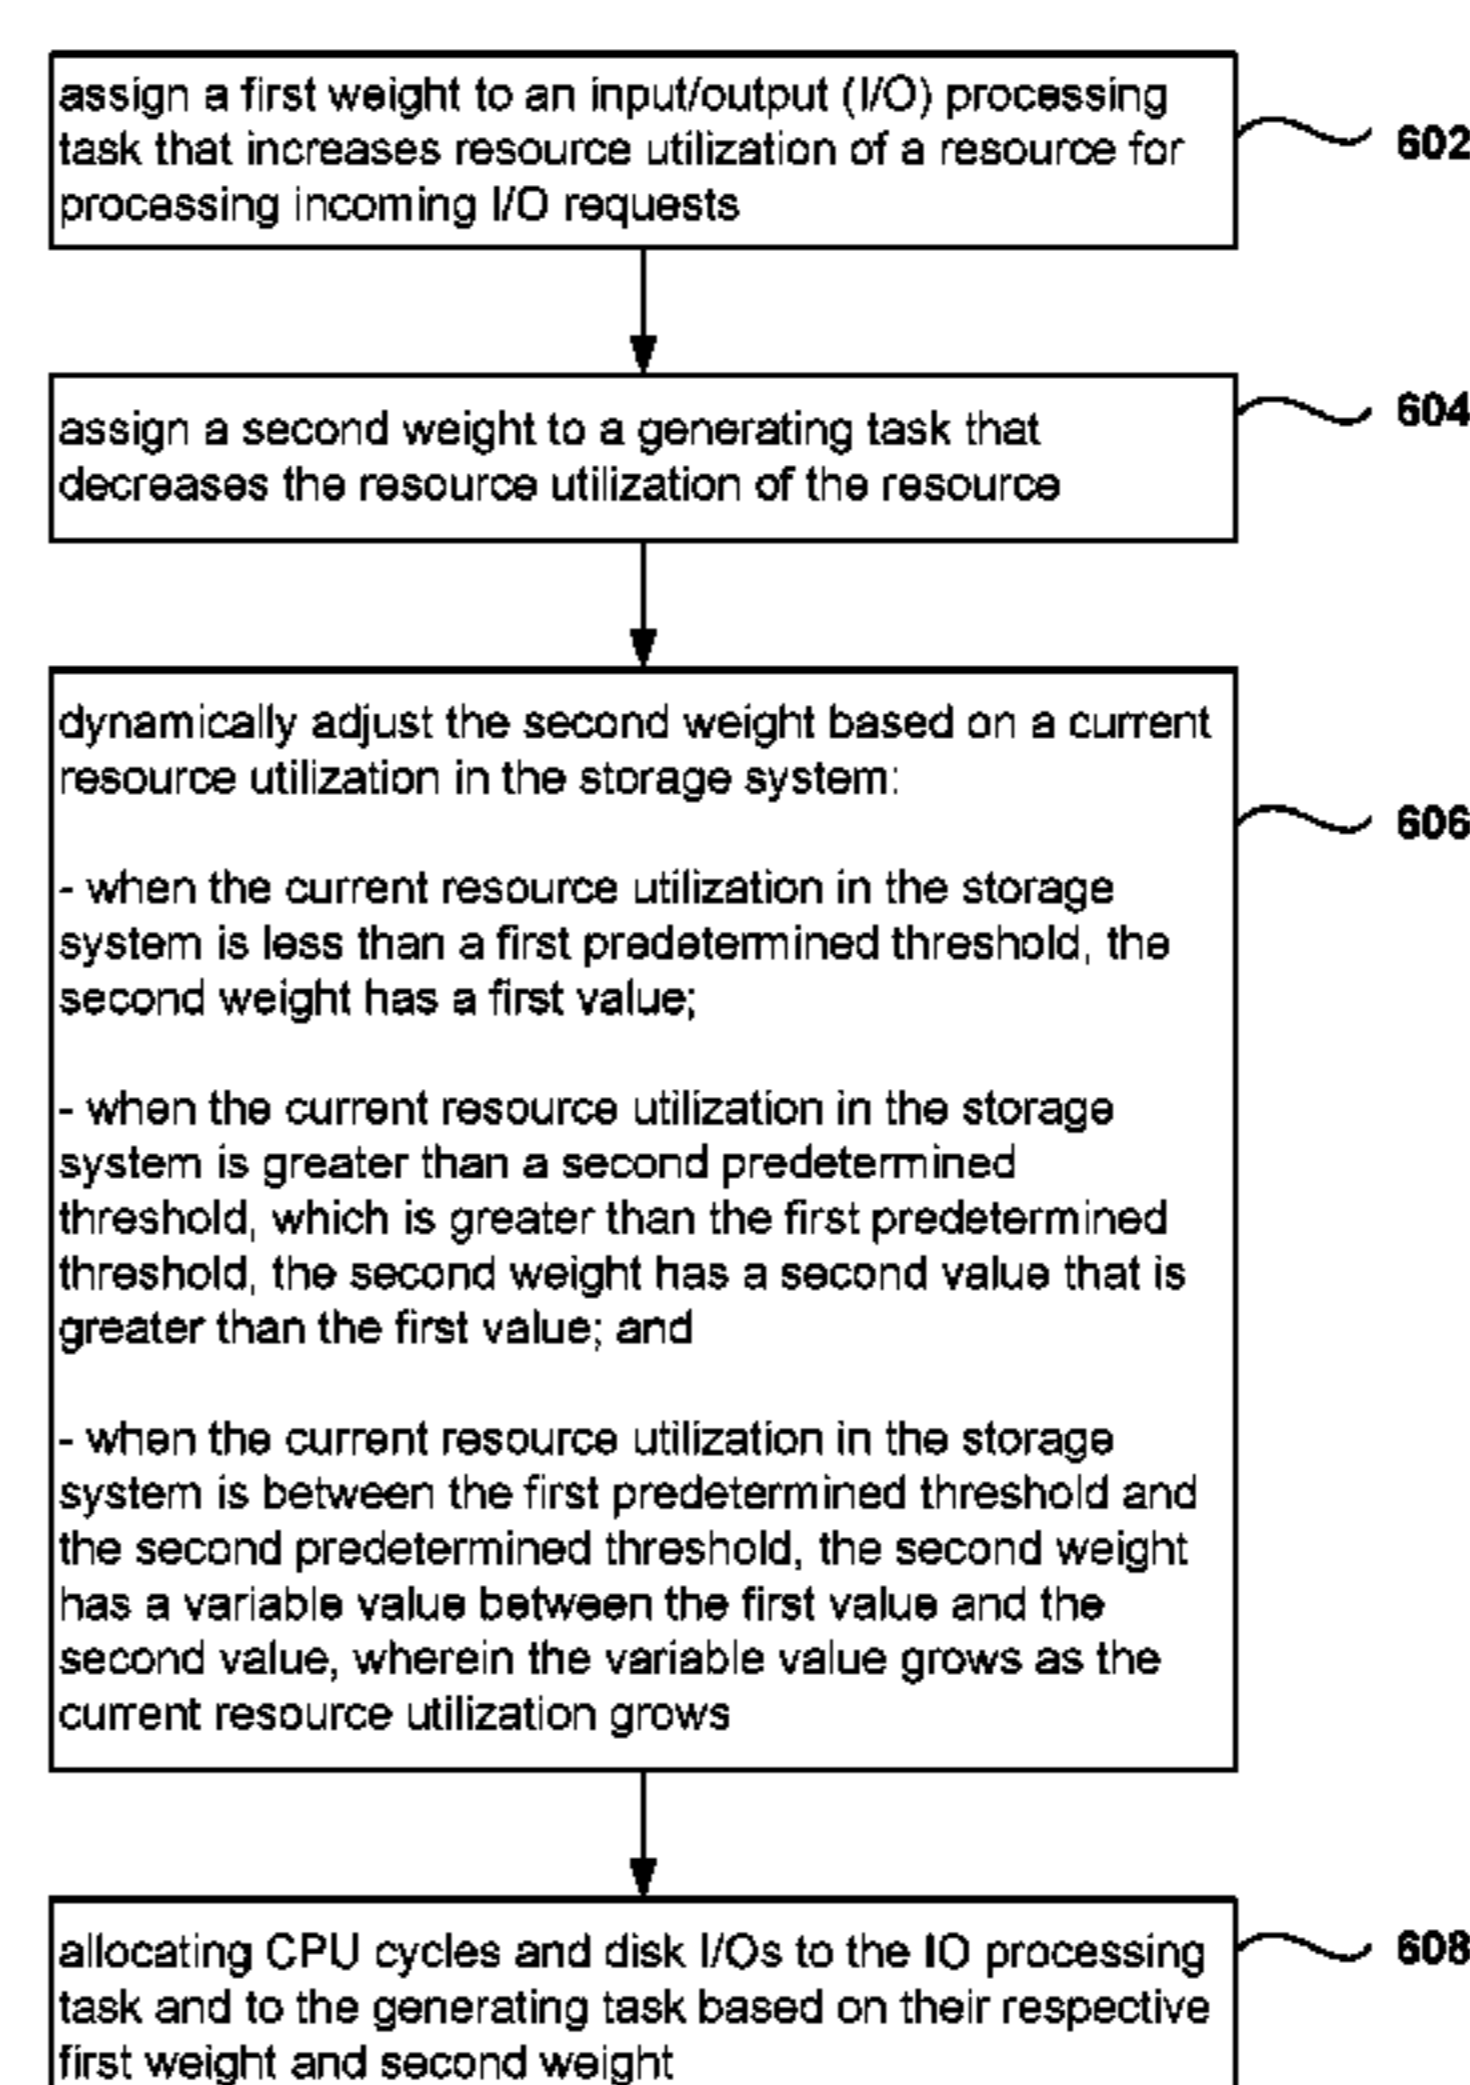 assign a first weight to an input/output (I/O) processing
task that increases resource utilization of a resource for
processing incoming I/O requests
602
assign a second weight to a generating task that
decreases the resource utilization of the resource
604
dynamically adjust the second weight based on a current
resource utilization in the storage system:
606
- when the current resource utilization in the storage
system is less than a first predetermined threshold, the
second weight has a first value;
- when the current resource utilization in the storage
system is greater than a second predetermined
threshold, which is greater than the first predetermined
threshold, the second weight has a second value that is
greater than the first value; and
- when the current resource utilization in the storage
system is between the first predetermined threshold and
the second predetermined threshold, the second weight
has a variable value between the first value and the
second value, wherein the variable value grows as the
current resource utilization grows
allocating CPU cycles and disk I/Os to the IO processing
task and to the generating task based on their respective
first weight and second weight
608